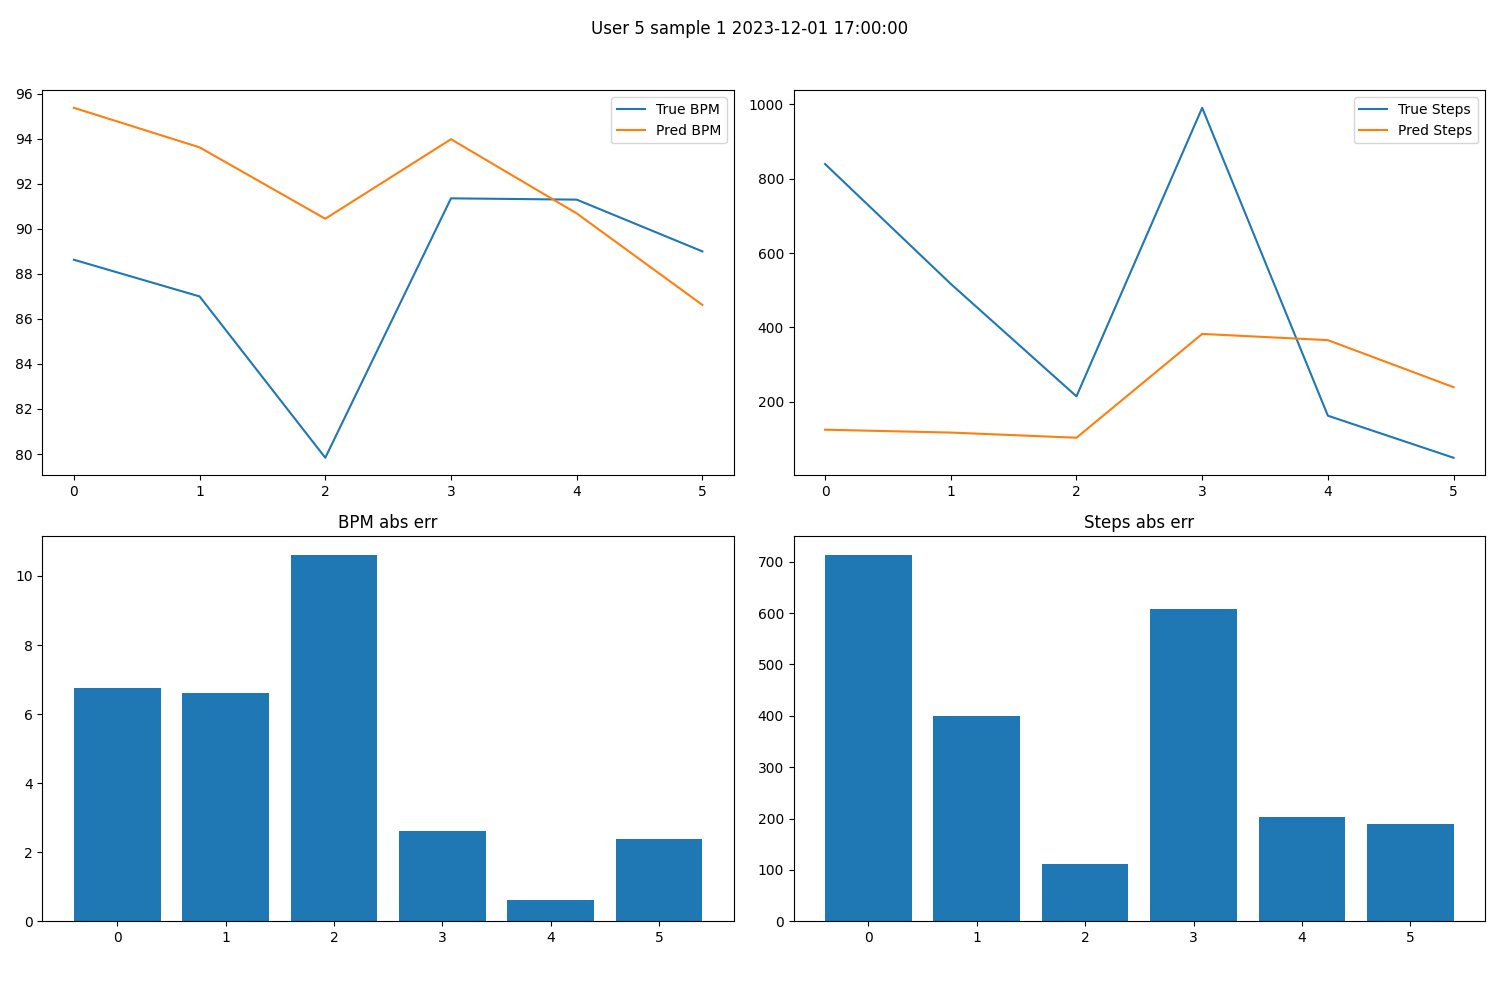 User 5 sample 1 2023-12-01 17:00:00
96
94
92
90
88
86
84
82
80
0 1 2 3 4 5
True BPM
Pred BPM
1000
800
600
400
200
0 1 2 3 4 5
True Steps
Pred Steps
BPM abs err
10
8
6
4
2
0
0 1 2 3 4 5
Steps abs err
700
600
500
400
300
200
100
0
0 1 2 3 4 5